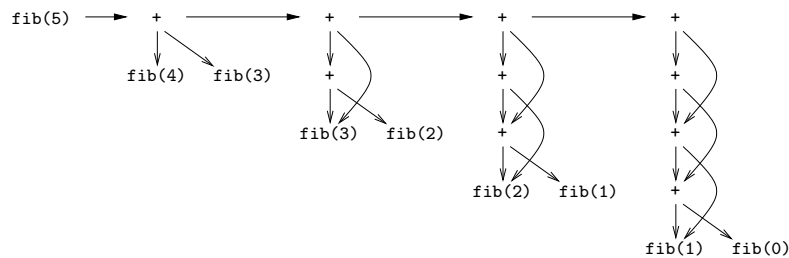 fib(5) + + + +
fib(4) fib(3) + + +
fib(3) fib(2) + +
fib(2) fib(1) +
fib(1) fib(0)